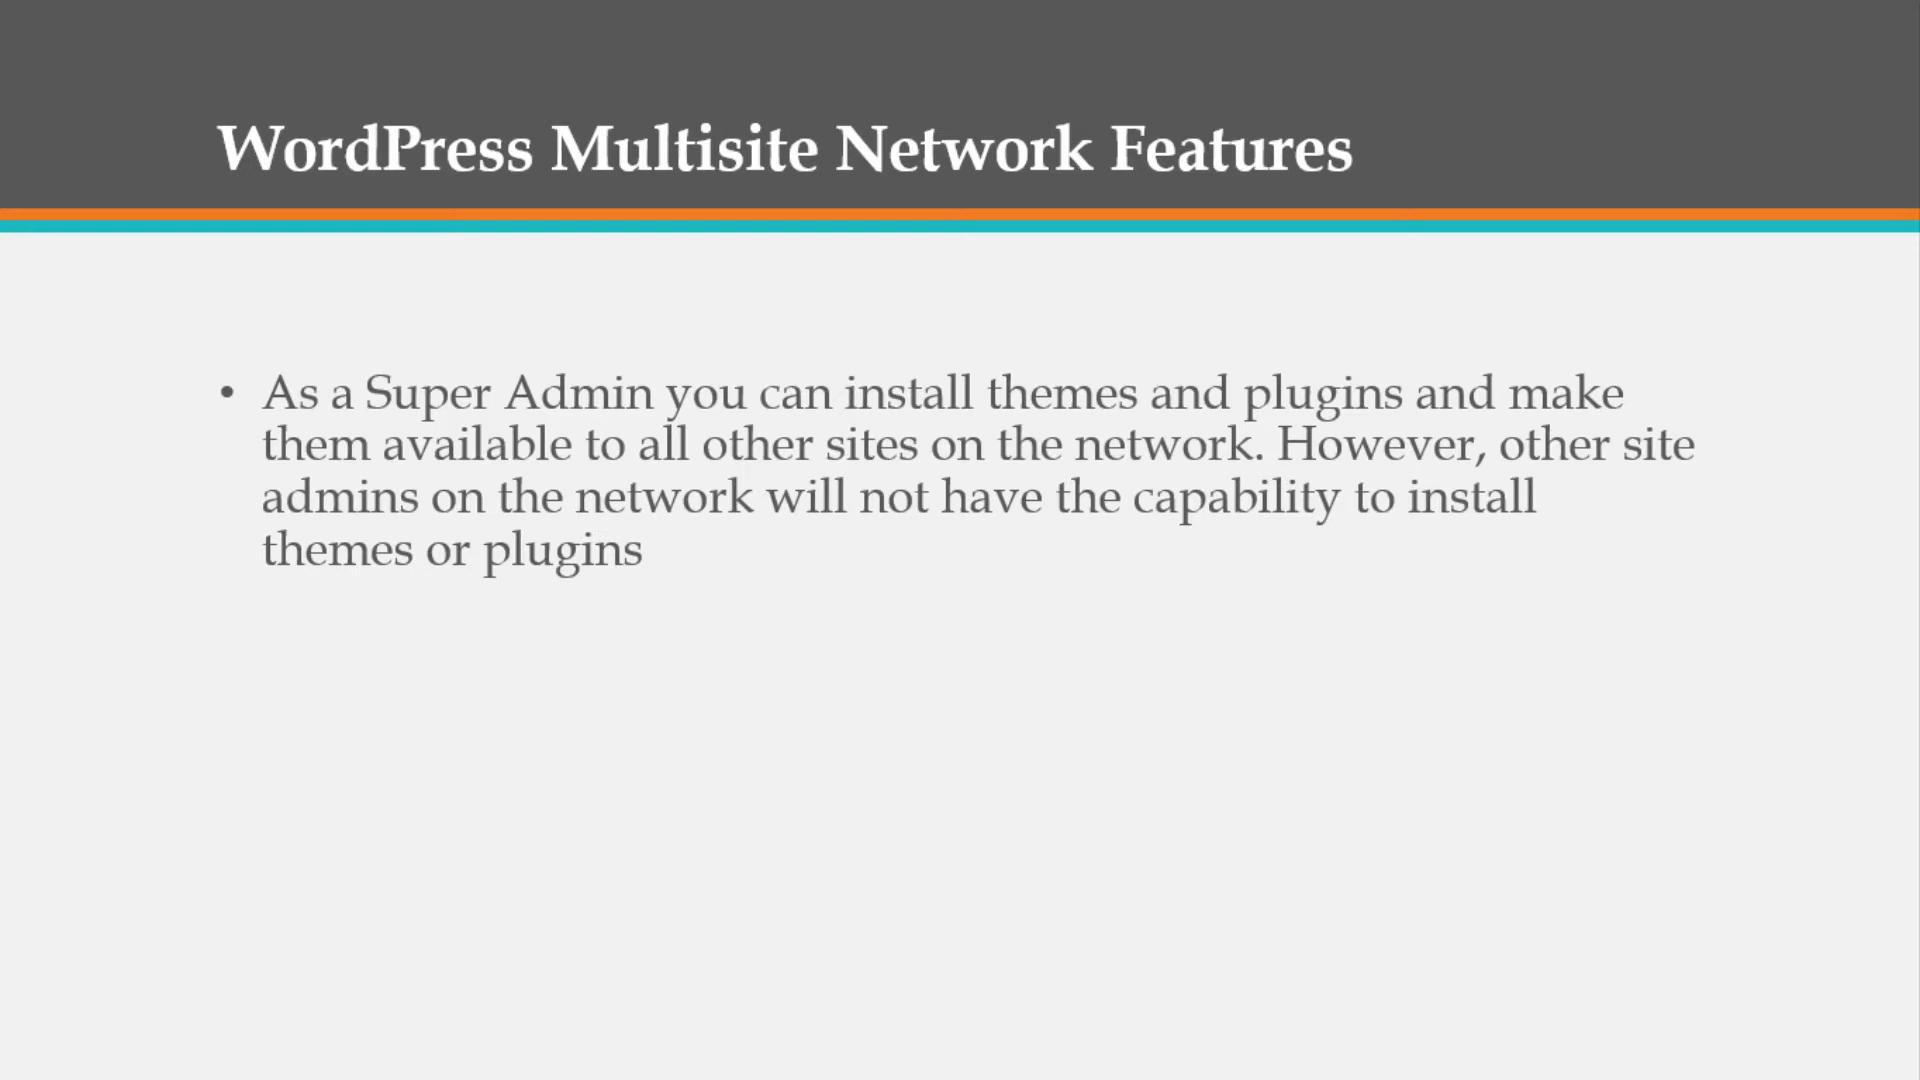 WordPress Multisite Network Features
• As a Super Admin you can install themes and plugins and make
them available to all other sites on the network. However, other site
admins on the network will not have the capability to install
themes or plugins